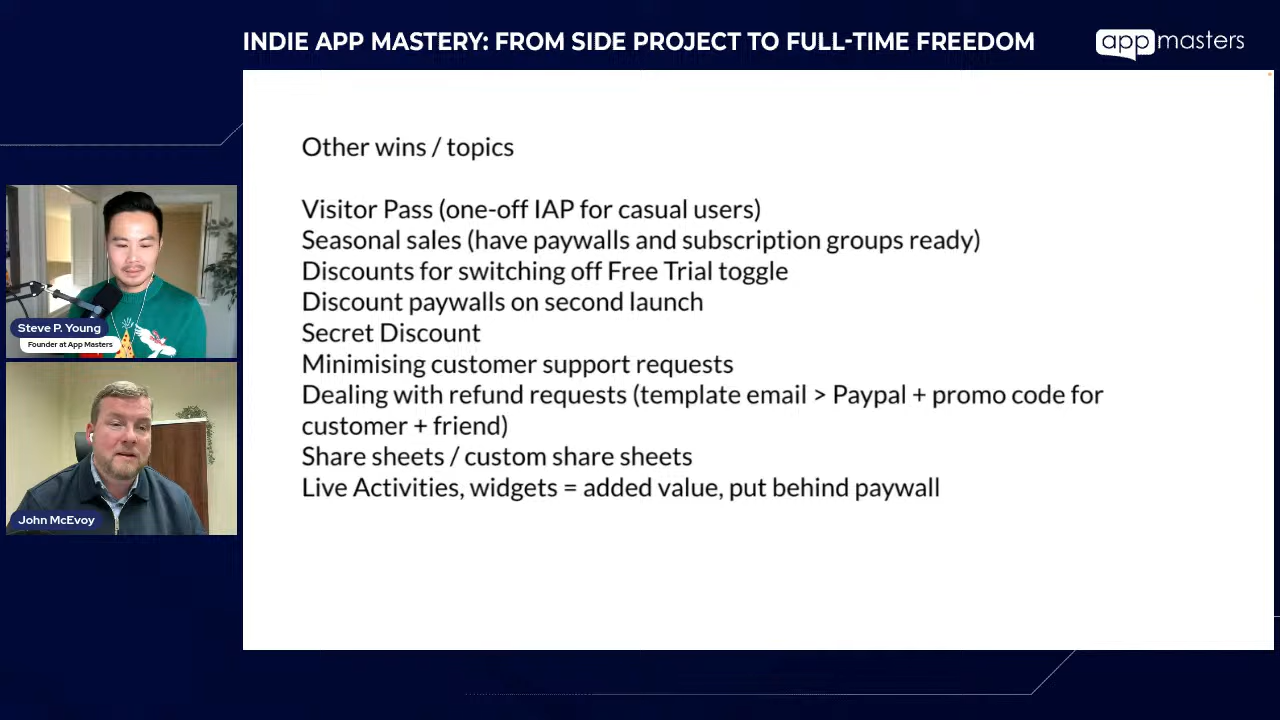 INDIE APP MASTERY: FROM SIDE PROJECT TO FULL-TIME FREEDOM
app masters
Other wins / topics
Visitor Pass (one-off IAP for casual users)
Seasonal sales (have paywalls and subscription groups ready)
Discounts for switching off Free Trial toggle
Discount paywalls on second launch
Secret Discount
Minimising customer support requests
Dealing with refund requests (template email > Paypal + promo code for
customer + friend)
Share sheets / custom share sheets
Live Activities, widgets = added value, put behind paywall
Steve P. Young
Founder at App Masters
John McEvoy